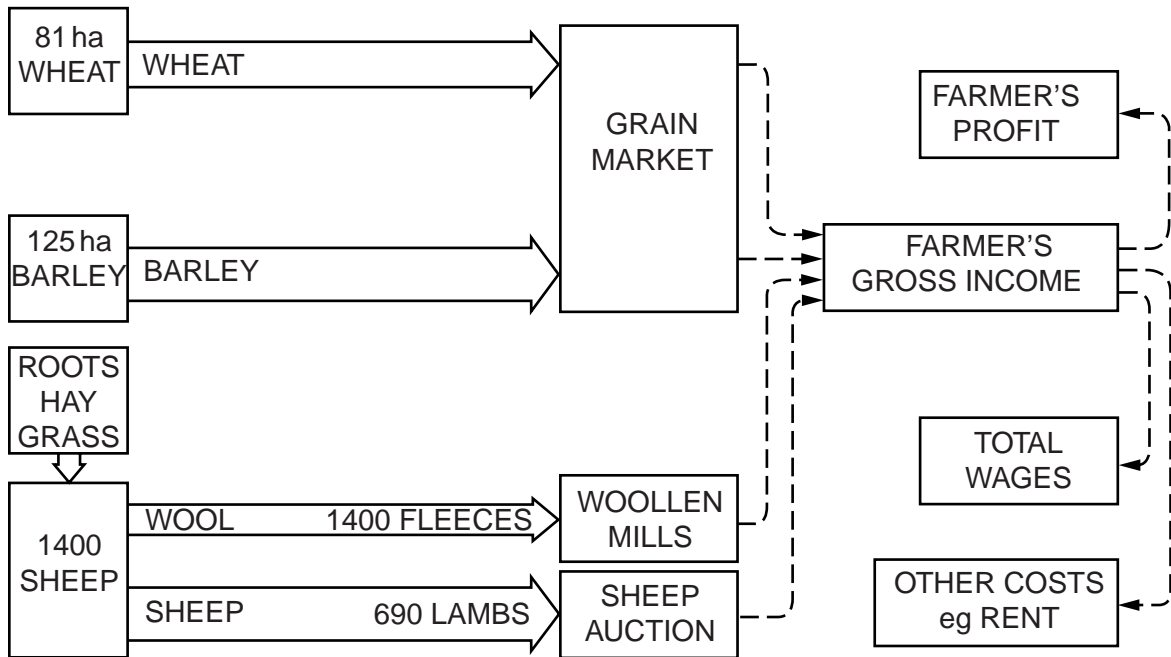 81 ha
WHEAT
WHEAT
GRAIN
MARKET
FARMER'S
PROFIT
125 ha
BARLEY
BARLEY
FARMER'S
GROSS INCOME
ROOTS
HAY
GRASS
TOTAL
WAGES
1400
SHEEP
WOOL 1400 FLEECES
WOOLLEN
MILLS
SHEEP 690 LAMBS
SHEEP
AUCTION
OTHER COSTS
eg RENT